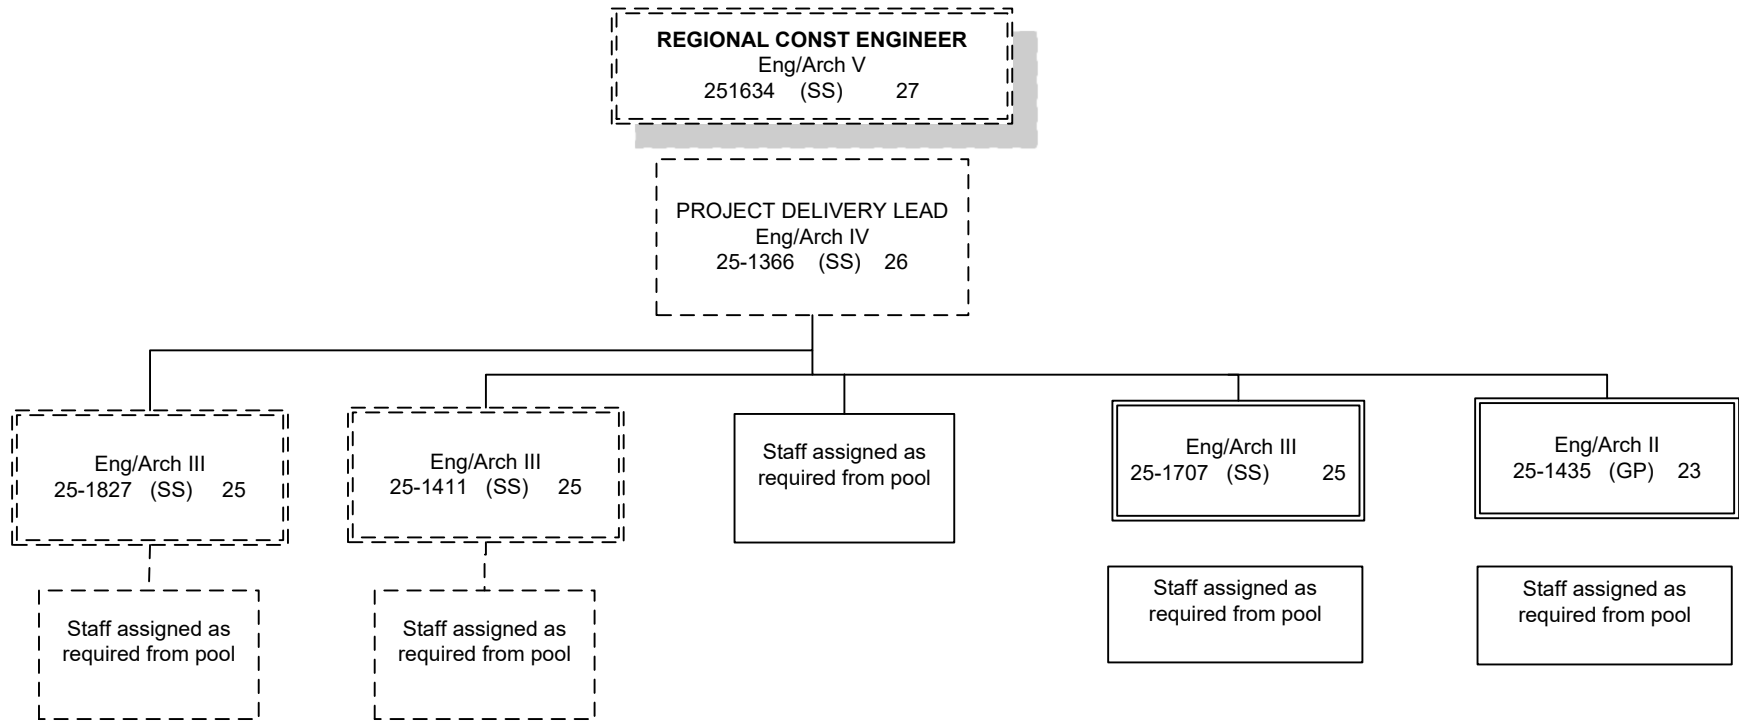 REGIONAL CONST ENGINEER
Eng/Arch V
251634 (SS) 27
PROJECT DELIVERY LEAD
Eng/Arch IV
25-1366 (SS) 26
Eng/Arch III
25-1827 (SS) 25
Eng/Arch III
25-1411 (SS) 25
Staff assigned as
required from pool
Eng/Arch III
25-1707 (SS) 25
Eng/Arch II
25-1435 (GP) 23
Staff assigned as
required from pool
Staff assigned as
required from pool
Staff assigned as
required from pool
Staff assigned as
required from pool